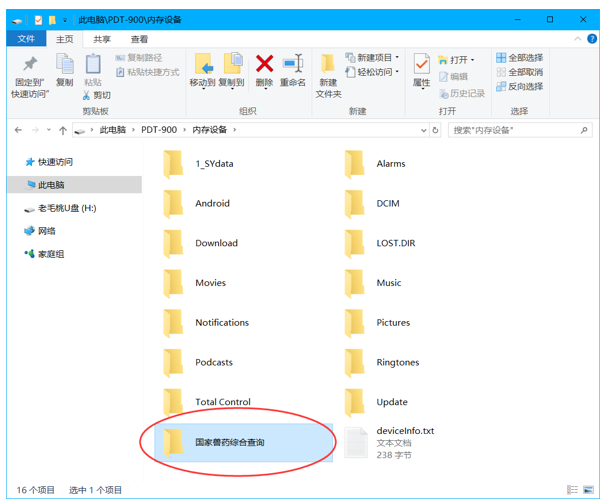 此电脑\PDT-900\内存设备
文件 主页 共享 查看
固定到"快速访问"
复制
粘贴
复制路径
粘贴快捷方式
剪切
剪贴板
移动到 复制到 删除 重命名
组织
新建文件夹
新建项目
轻松访问
新建
属性
打开
编辑
历史记录
打开
全部选择
全部取消
反向选择
选择
此电脑 › PDT-900 › 内存设备 ›
搜索"内存设备"
快速访问
此电脑
老毛桃U盘 (H:)
网络
家庭组
1_SYdata Alarms
Android DCIM
Download LOST.DIR
Movies Music
Notifications Pictures
Podcasts Ringtones
Total Control Update
国家兽药综合查询
deviceInfo.txt
文本文档
238 字节
16 个项目 选中 1 个项目